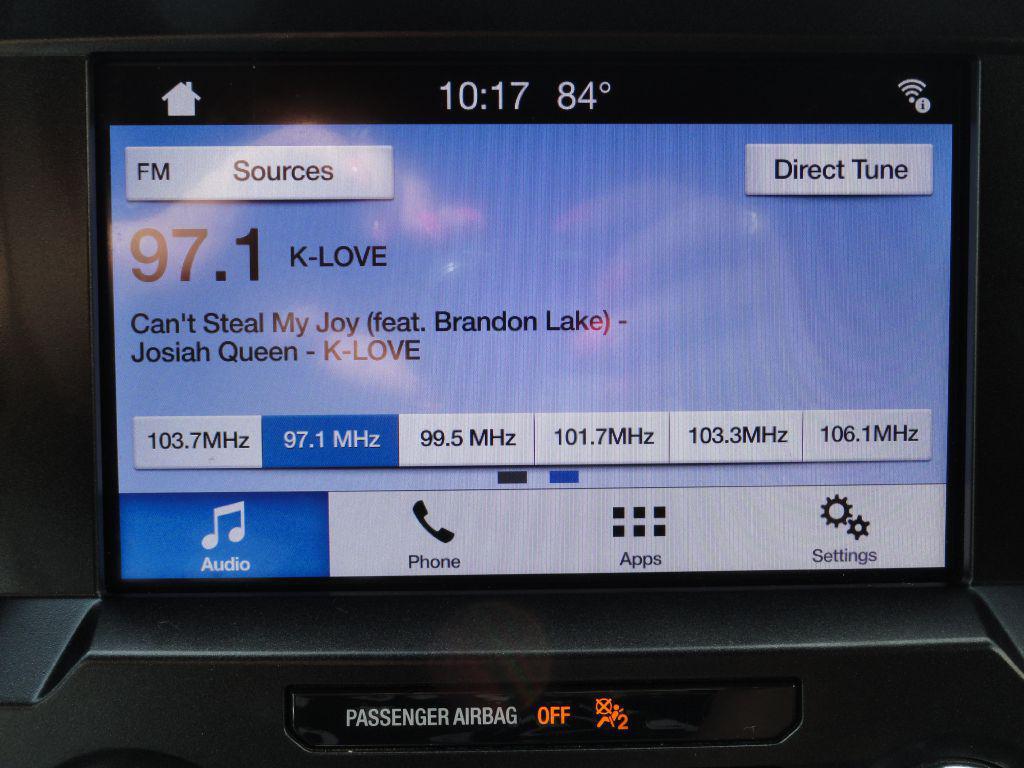 10:17 84°
FM Sources Direct Tune
97.1 K-LOVE
Can't Steal My Joy (feat. Brandon Lake) -
Josiah Queen - K-LOVE
103.7MHz 97.1 MHz 99.5 MHz 101.7MHz 103.3MHz 106.1MHz
Audio Phone Apps Settings
PASSENGER AIRBAG OFF 2